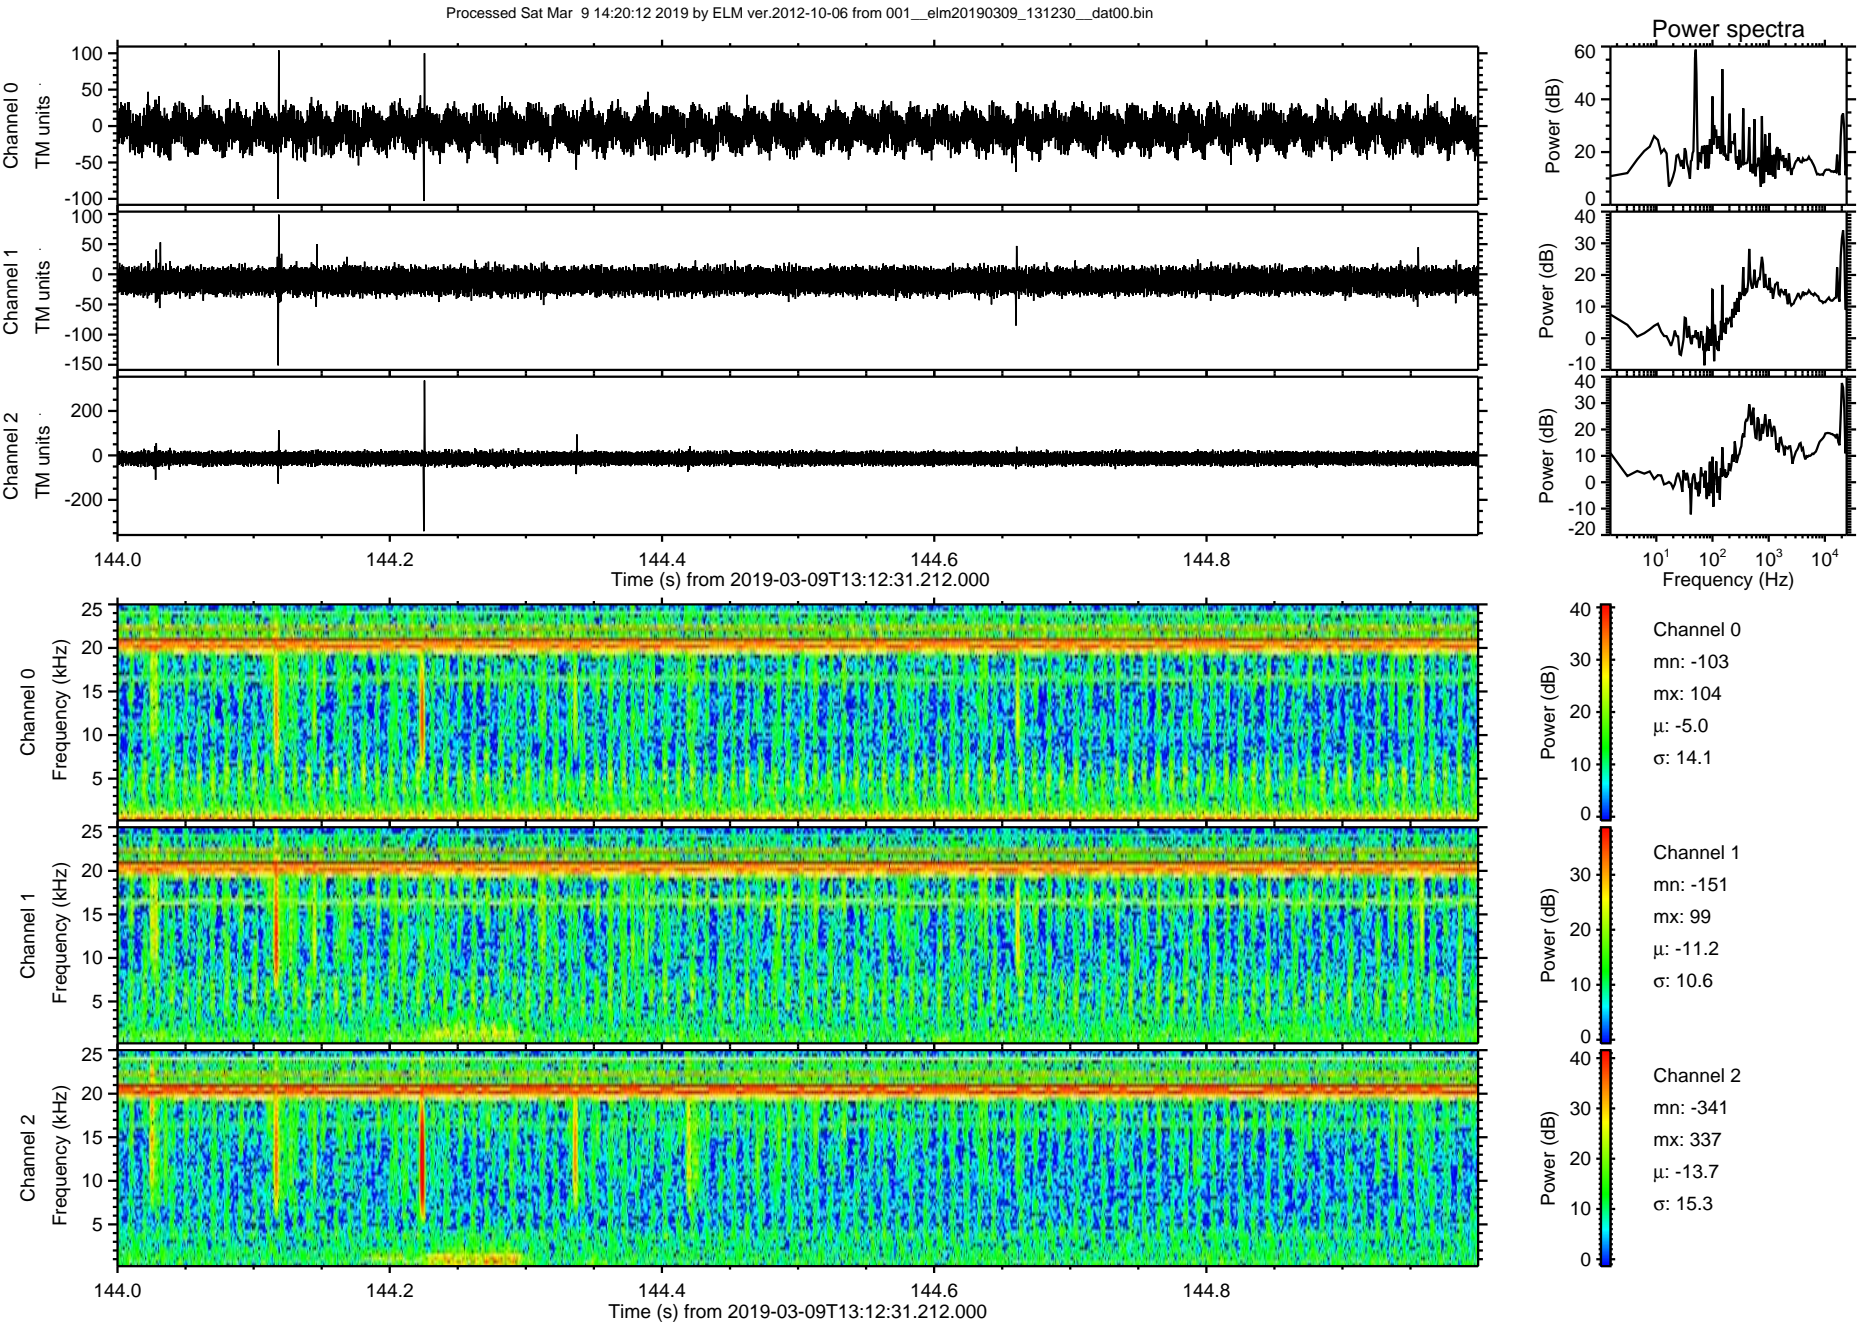 Processed Sat Mar  9 14:20:12 2019 by ELM ver.2012-10-06 from 001__elm20190309_131230__dat00.bin
Power spectra
Channel 0
TM units
100
50
0
-50
-100
Power (dB)
60
40
20
0
Channel 1
TM units
100
50
0
-50
-100
-150
Power (dB)
40
30
20
10
0
-10
Channel 2
TM units
200
0
-200
Power (dB)
40
30
20
10
0
-10
-20
144.0
144.2
144.4
144.6
144.8
Time (s) from 2019-03-09T13:12:31.212.000
10^1
10^2
10^3
10^4
Frequency (Hz)
Channel 0
Frequency (kHz)
25
20
15
10
5
Power (dB)
40
30
20
10
0
Channel 0
mn: -103
mx: 104
μ: -5.0
σ: 14.1
Channel 1
Frequency (kHz)
25
20
15
10
5
Power (dB)
30
20
10
0
Channel 1
mn: -151
mx: 99
μ: -11.2
σ: 10.6
Channel 2
Frequency (kHz)
25
20
15
10
5
Power (dB)
40
30
20
10
0
Channel 2
mn: -341
mx: 337
μ: -13.7
σ: 15.3
144.0
144.2
144.4
144.6
144.8
Time (s) from 2019-03-09T13:12:31.212.000